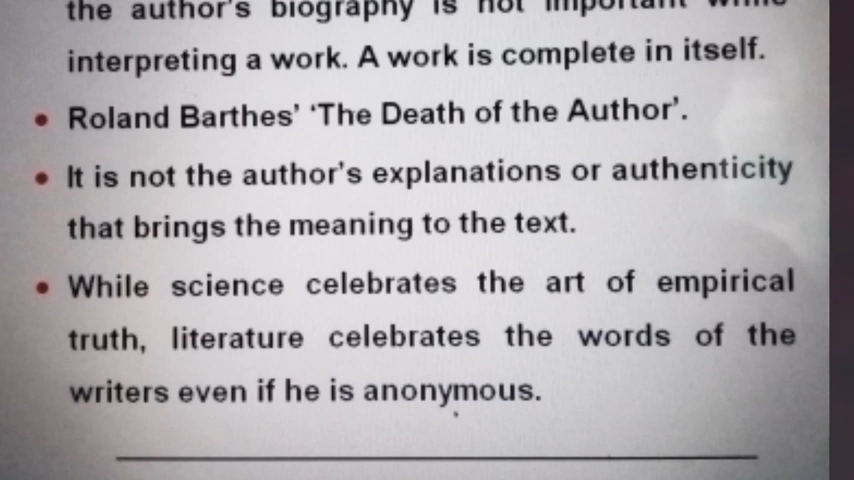 the author's biography is not important while
interpreting a work. A work is complete in itself.
• Roland Barthes' 'The Death of the Author'.
• It is not the author's explanations or authenticity
that brings the meaning to the text.
• While science celebrates the art of empirical
truth, literature celebrates the words of the
writers even if he is anonymous.